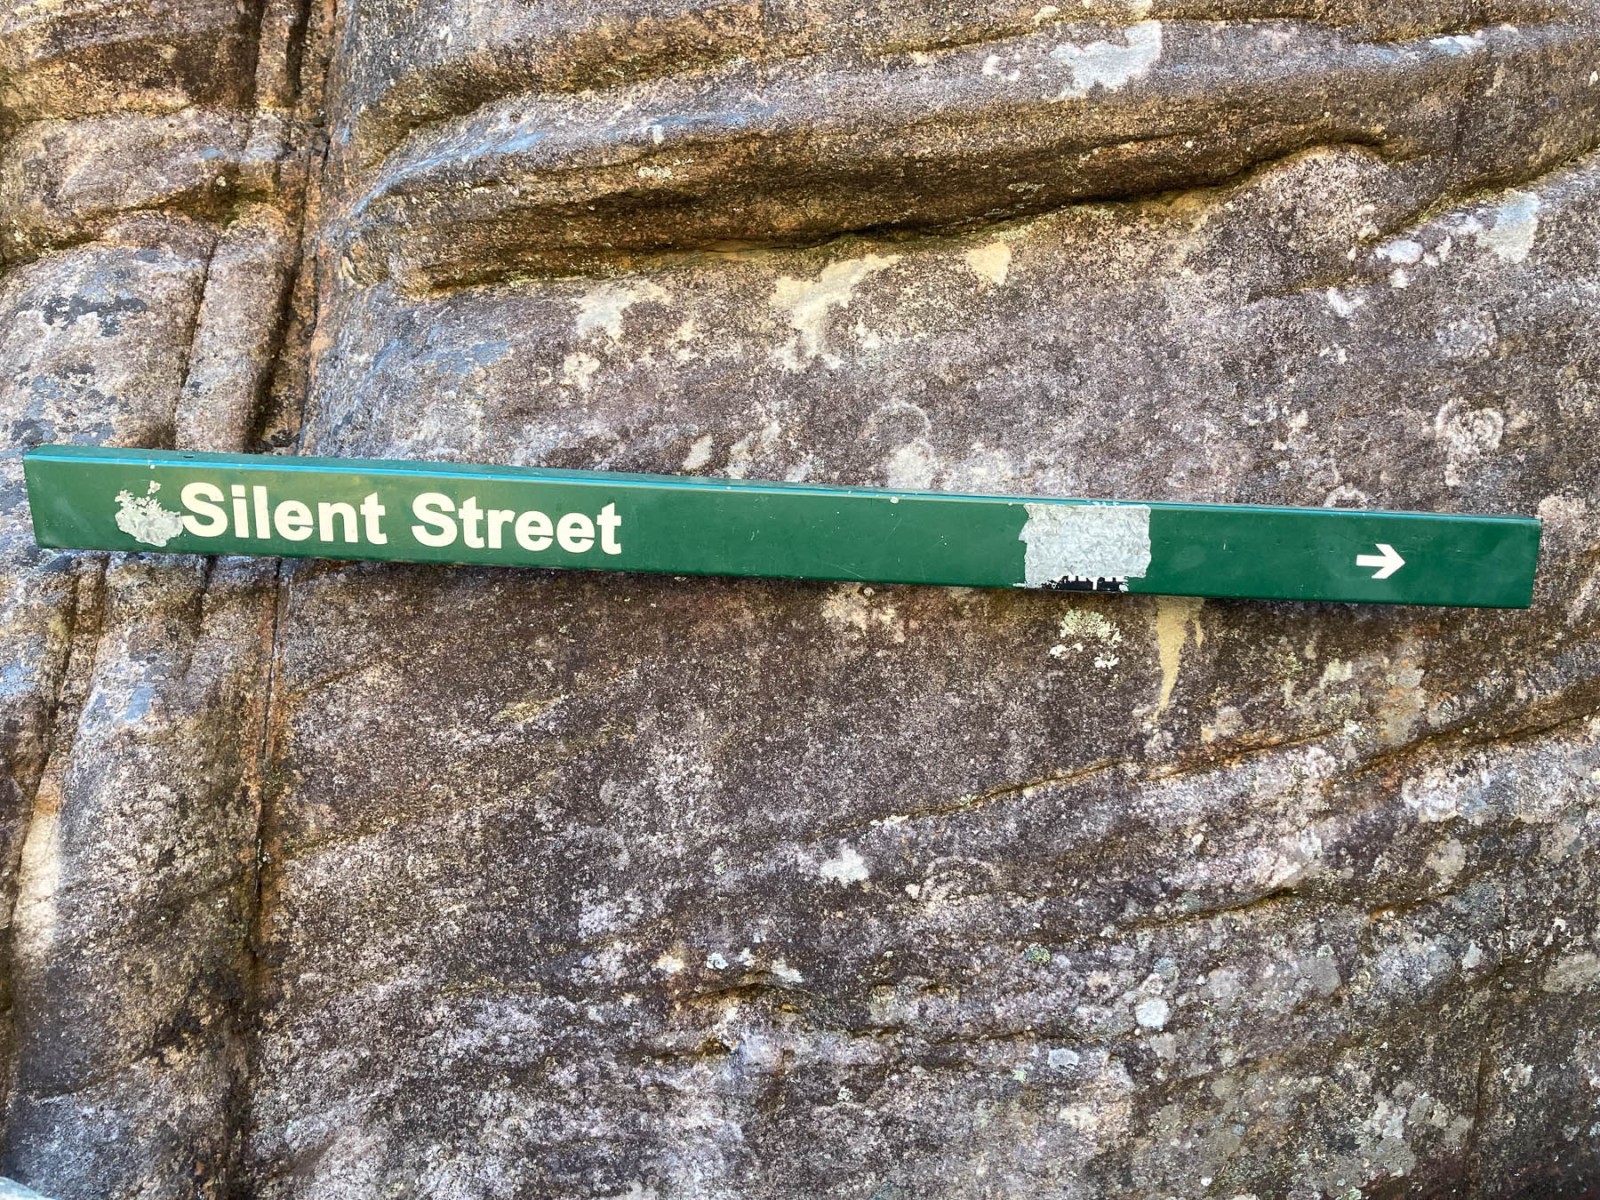 Silent Street →